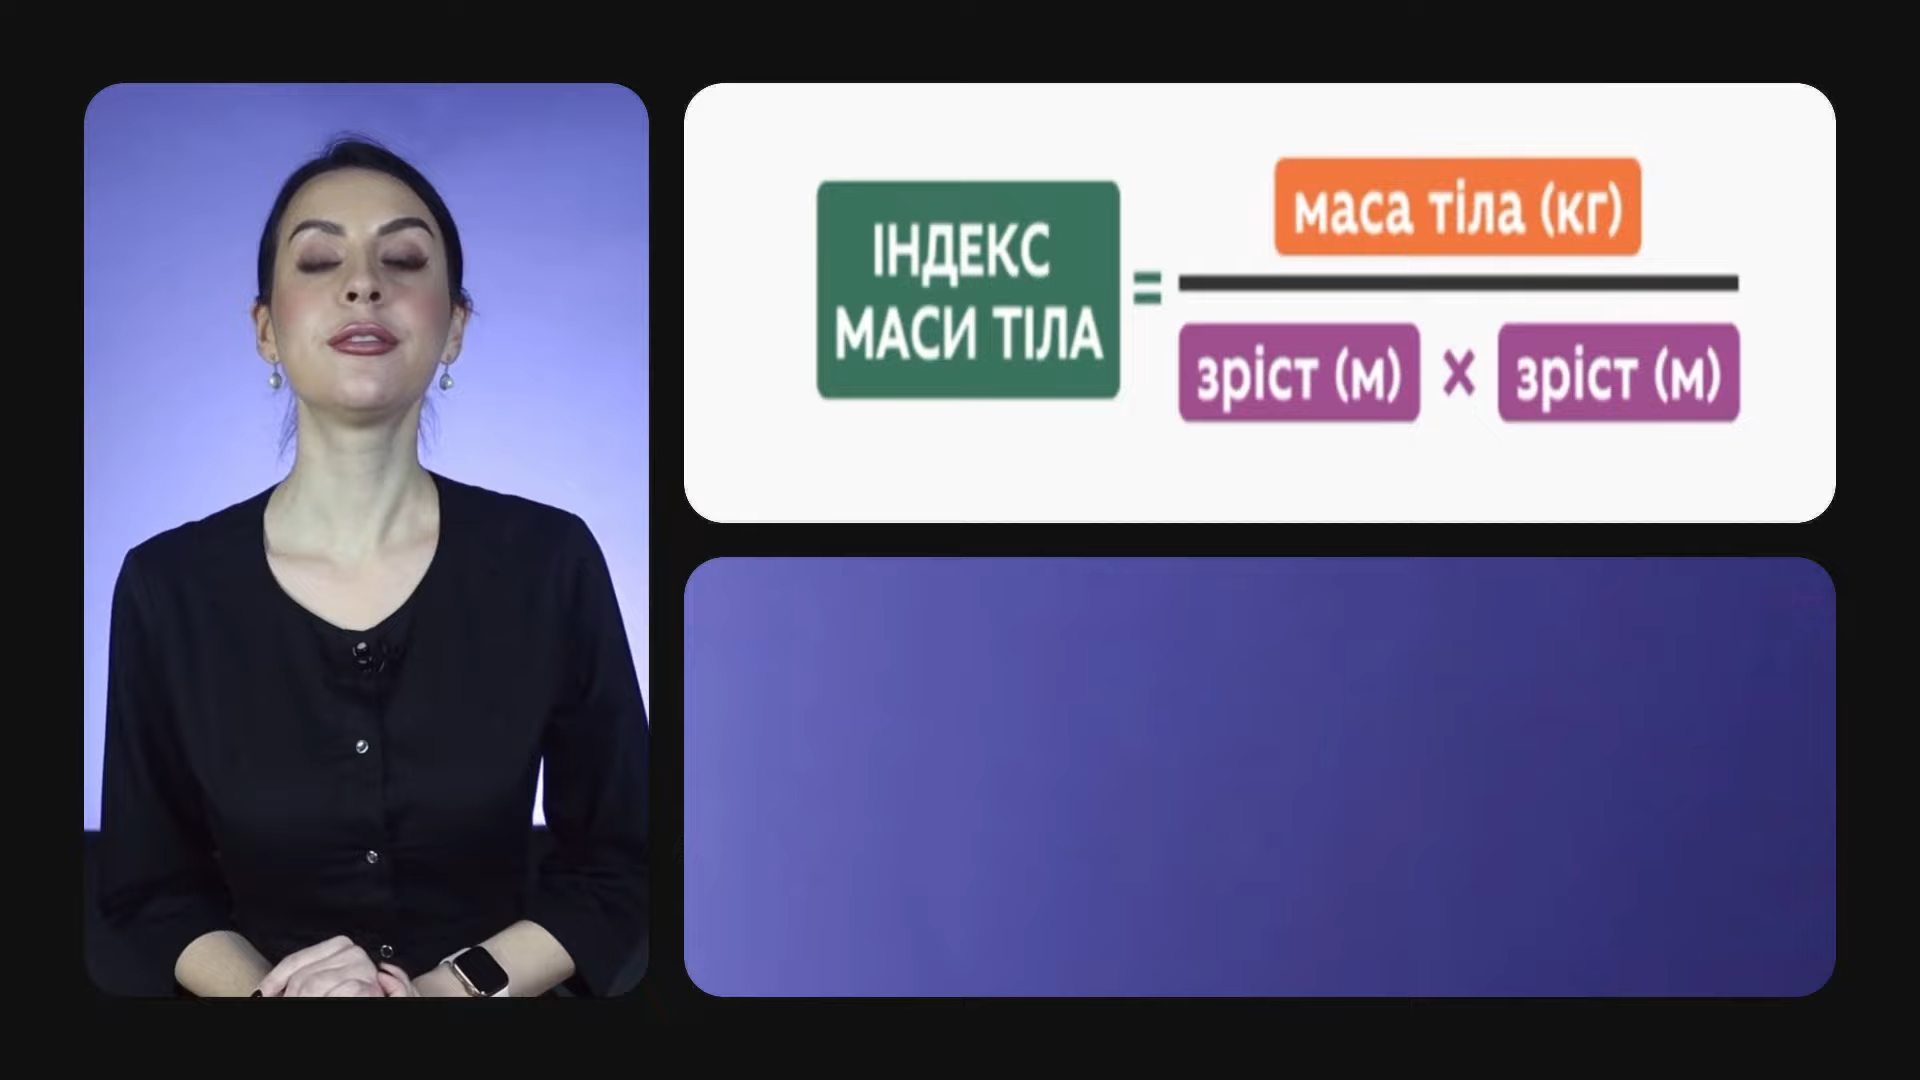 ІНДЕКС
МАСИ ТІЛА
=
маса тіла (кг)
зріст (м) × зріст (м)